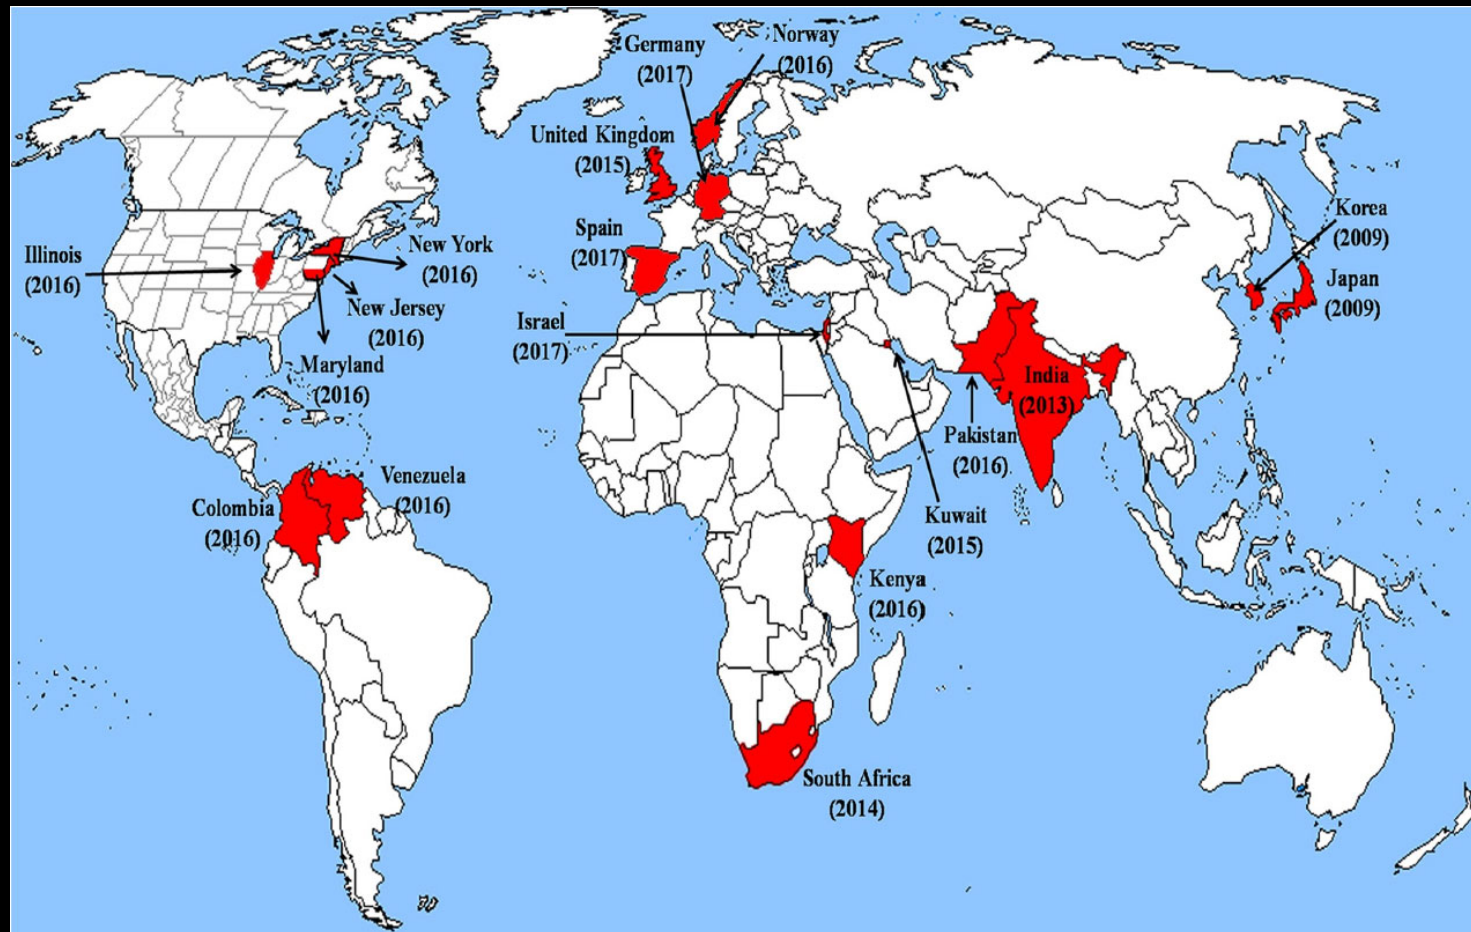 Germany
(2017)
Norway
(2016)
United Kingdom
(2015)
Spain
(2017)
Korea
(2009)
Japan
(2009)
Illinois
(2016)
New York
(2016)
New Jersey
(2016)
Maryland
(2016)
Israel
(2017)
India
(2013)
Pakistan
(2016)
Kuwait
(2015)
Venezuela
(2016)
Colombia
(2016)
Kenya
(2016)
South Africa
(2014)